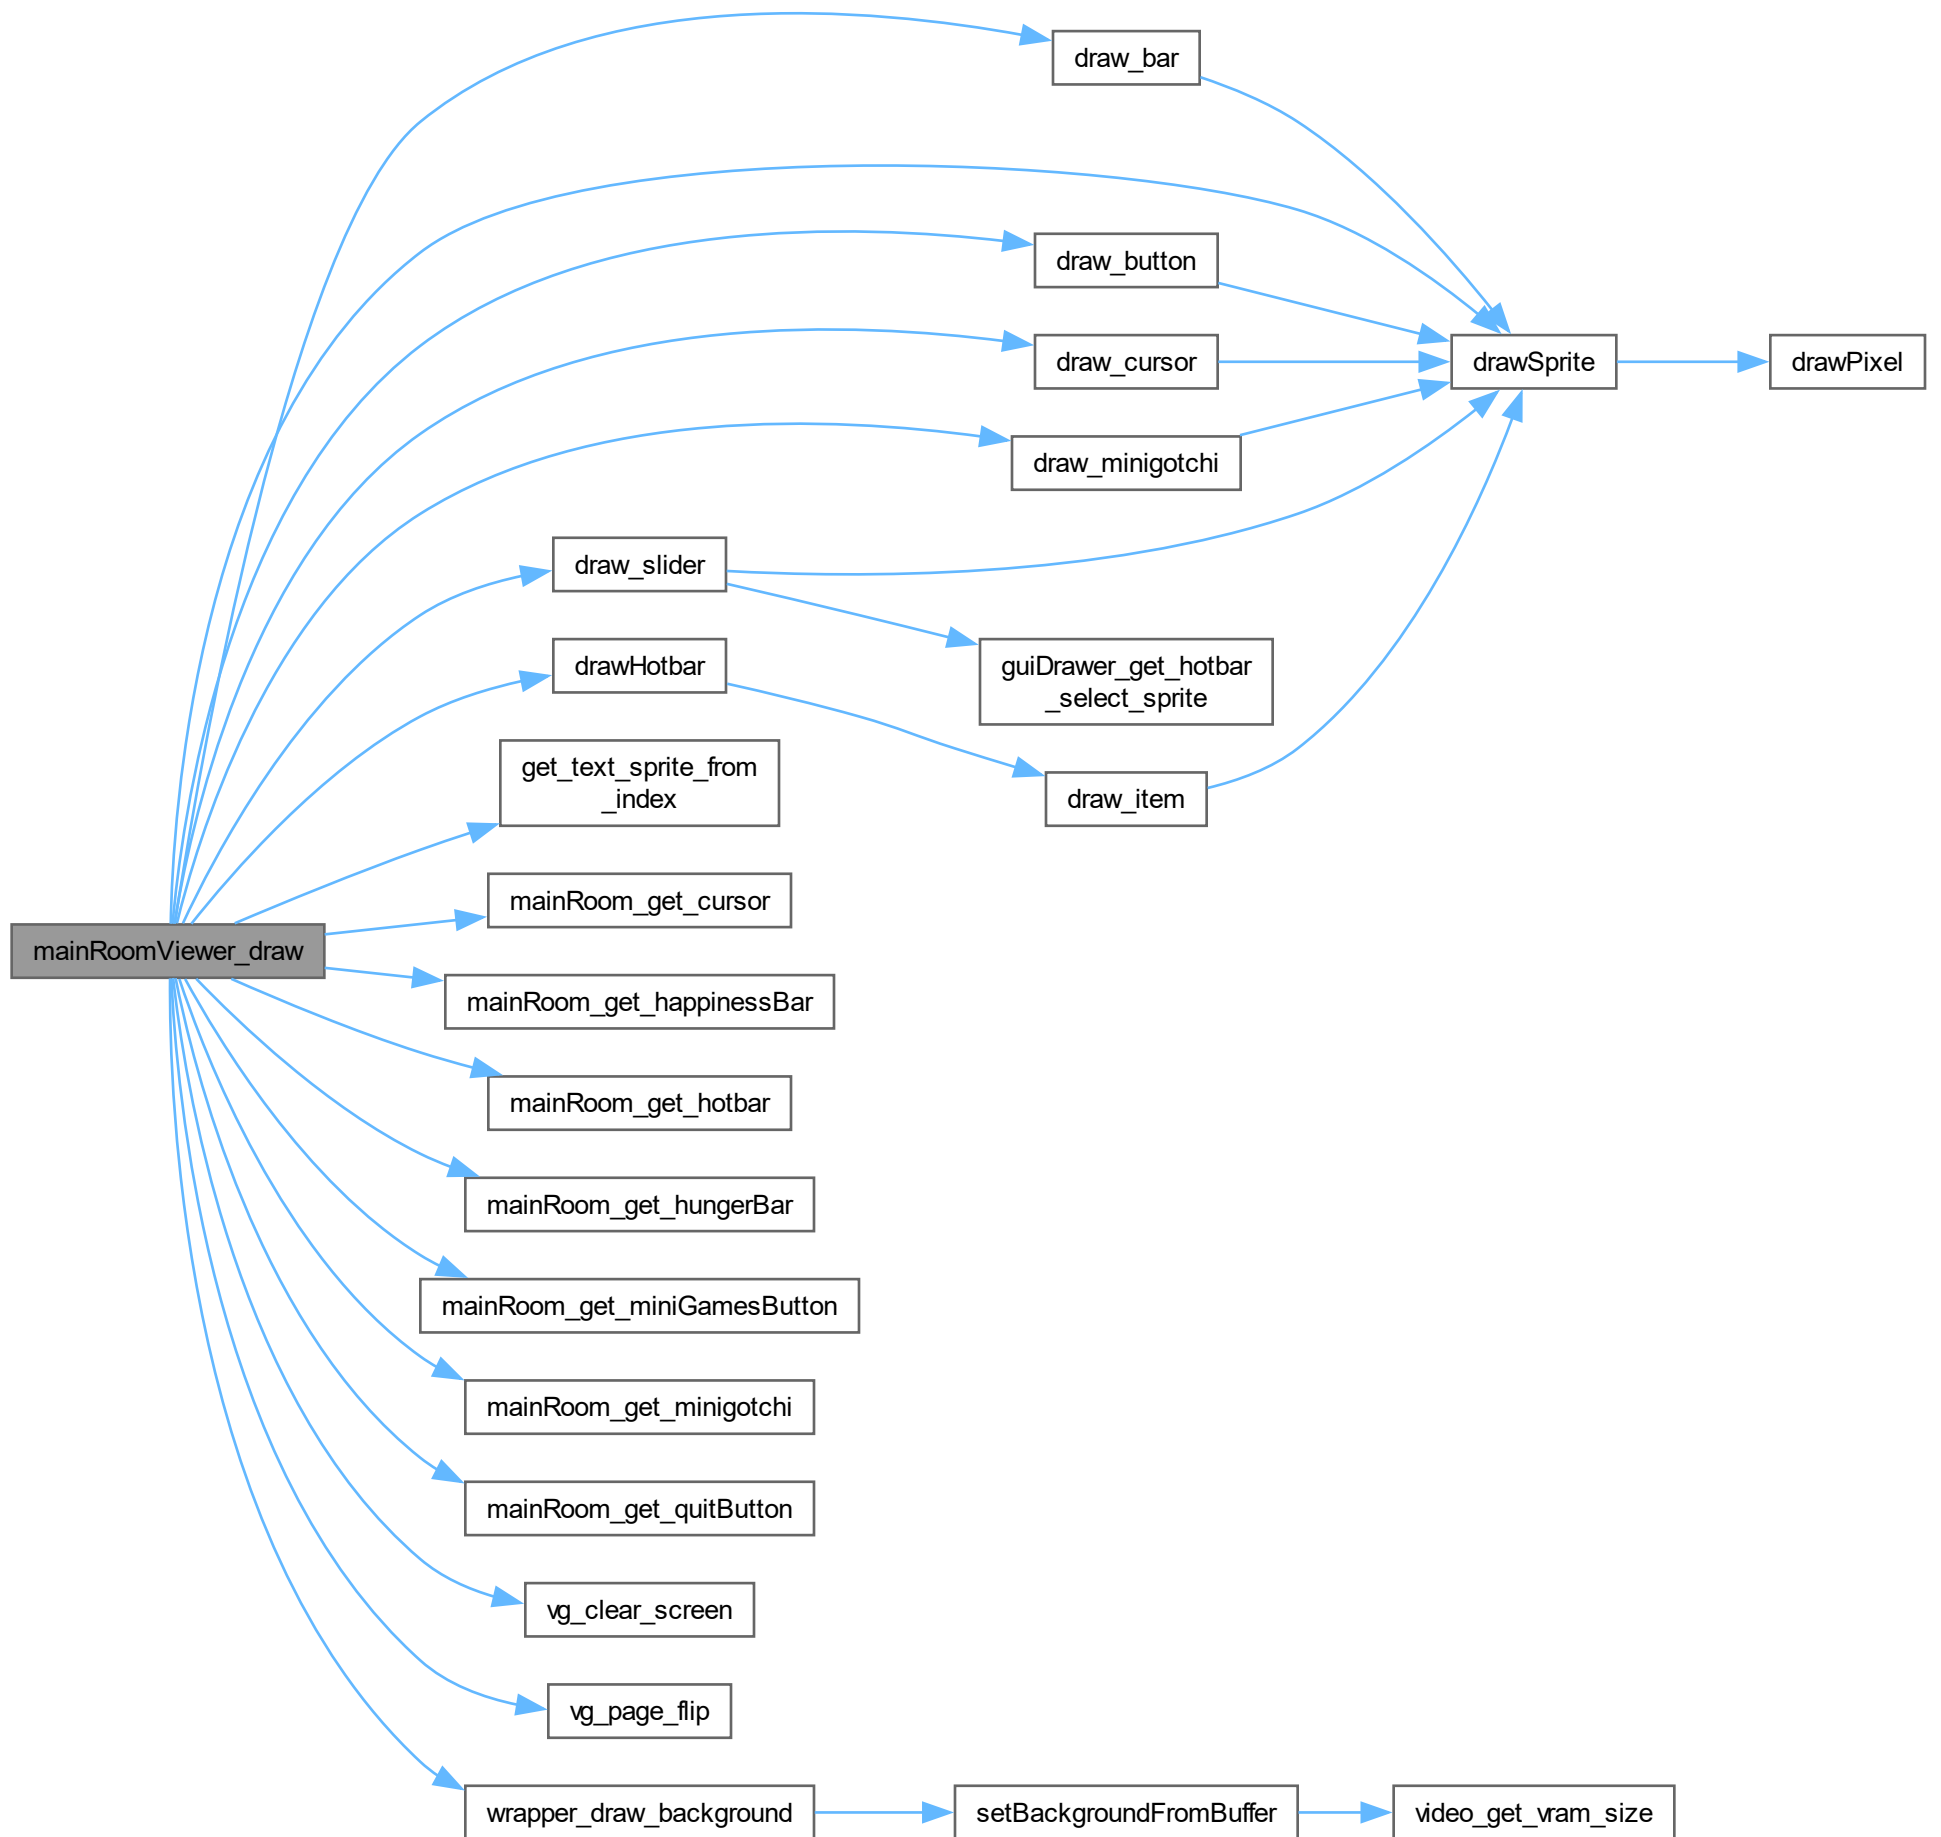 draw_bar
draw_button
draw_cursor
drawSprite
drawPixel
draw_minigotchi
draw_slider
drawHotbar
guiDrawer_get_hotbar
_select_sprite
get_text_sprite_from
_index
draw_item
mainRoom_get_cursor
mainRoomViewer_draw
mainRoom_get_happinessBar
mainRoom_get_hotbar
mainRoom_get_hungerBar
mainRoom_get_miniGamesButton
mainRoom_get_minigotchi
mainRoom_get_quitButton
vg_clear_screen
vg_page_flip
wrapper_draw_background
setBackgroundFromBuffer
video_get_vram_size